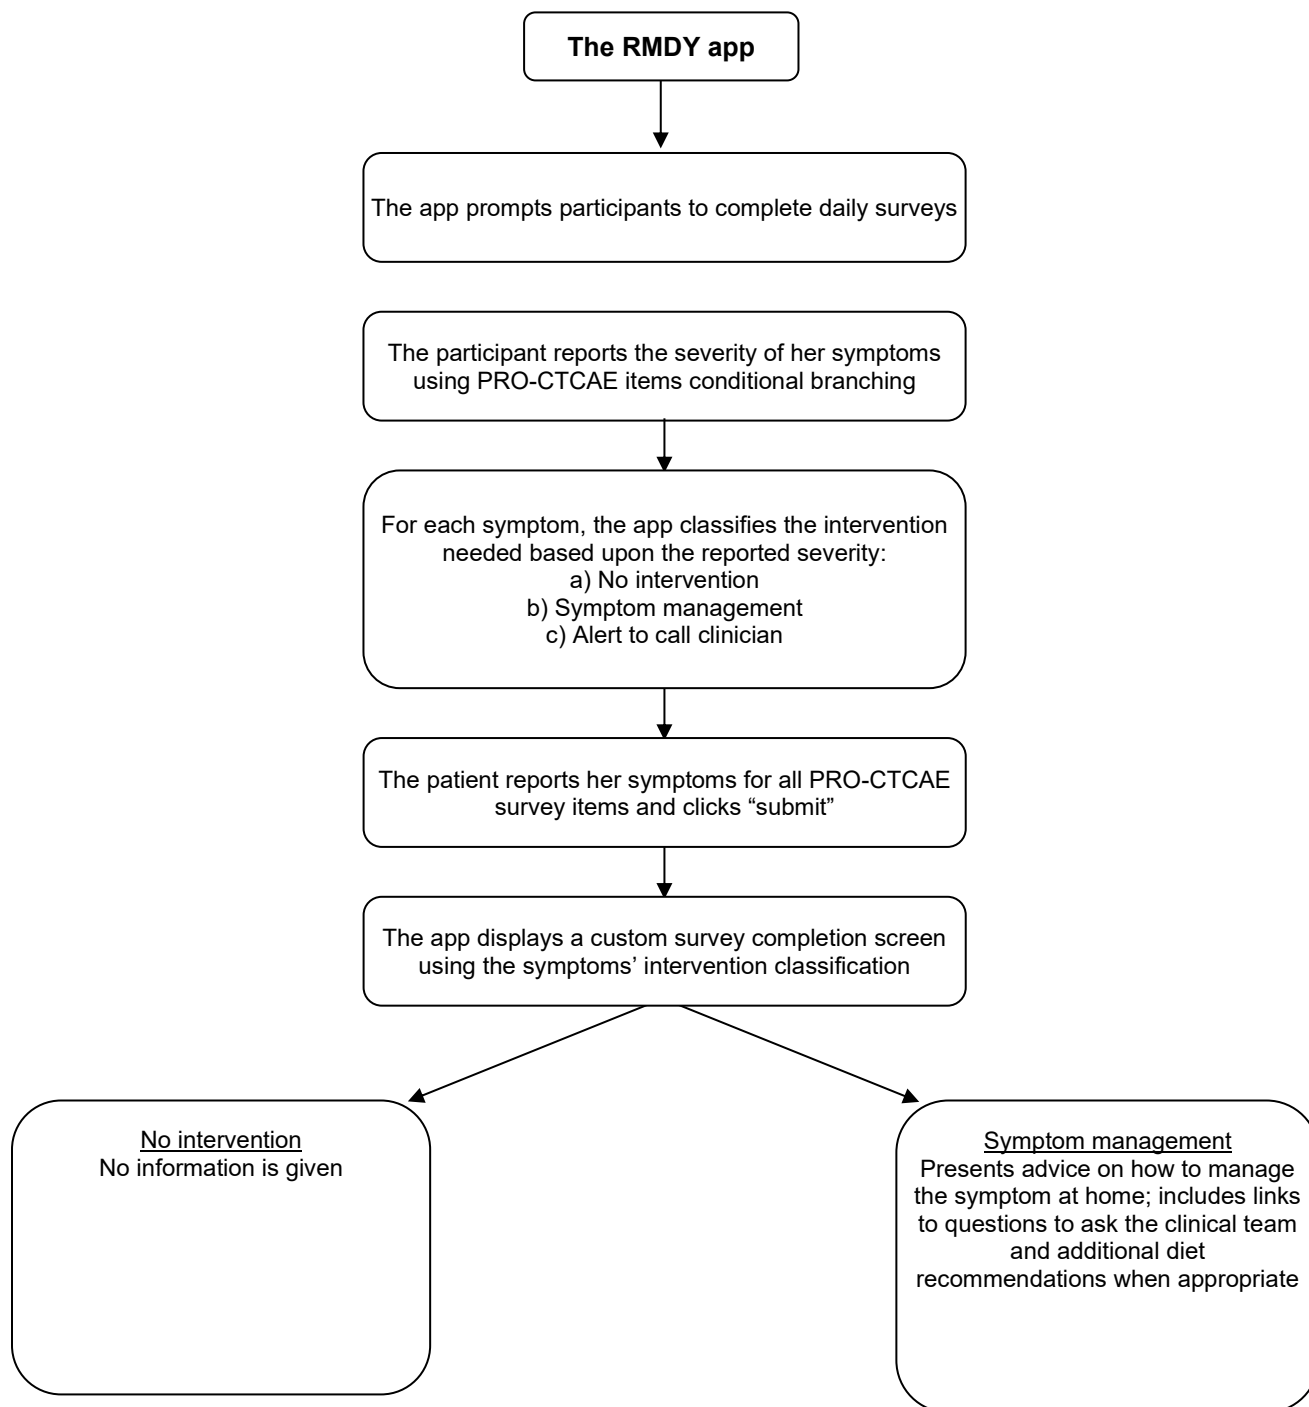 The RMDY app
The app prompts participants to complete daily surveys
The participant reports the severity of her symptoms
using PRO-CTCAE items conditional branching
For each symptom, the app classifies the intervention
needed based upon the reported severity:
a) No intervention
b) Symptom management
c) Alert to call clinician
The patient reports her symptoms for all PRO-CTCAE
survey items and clicks “submit”
The app displays a custom survey completion screen
using the symptoms’ intervention classification
No intervention
No information is given
Symptom management
Presents advice on how to manage
the symptom at home; includes links
to questions to ask the clinical team
and additional diet
recommendations when appropriate